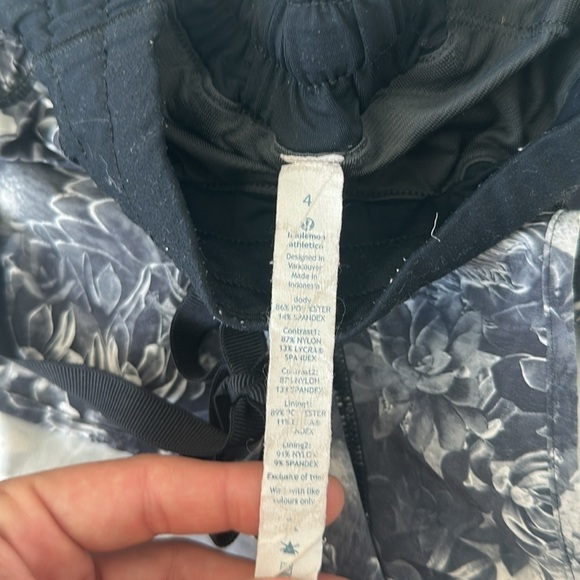 4
lululemon
athletica
Designed in
Vancouver
Made in
Indonesia
Body:
86% POLYESTER
14% SPANDEX
Contrast1:
87% NYLON
13% LYCRA®
SPANDEX
Contrast2:
87% NYLON
13% SPANDEX
Lining1:
89% POLYESTER
11% LYCRA®
SPANDEX
Lining2:
91% NYLON
9% SPANDEX
Exclusive of trim
Wash with like
colours only